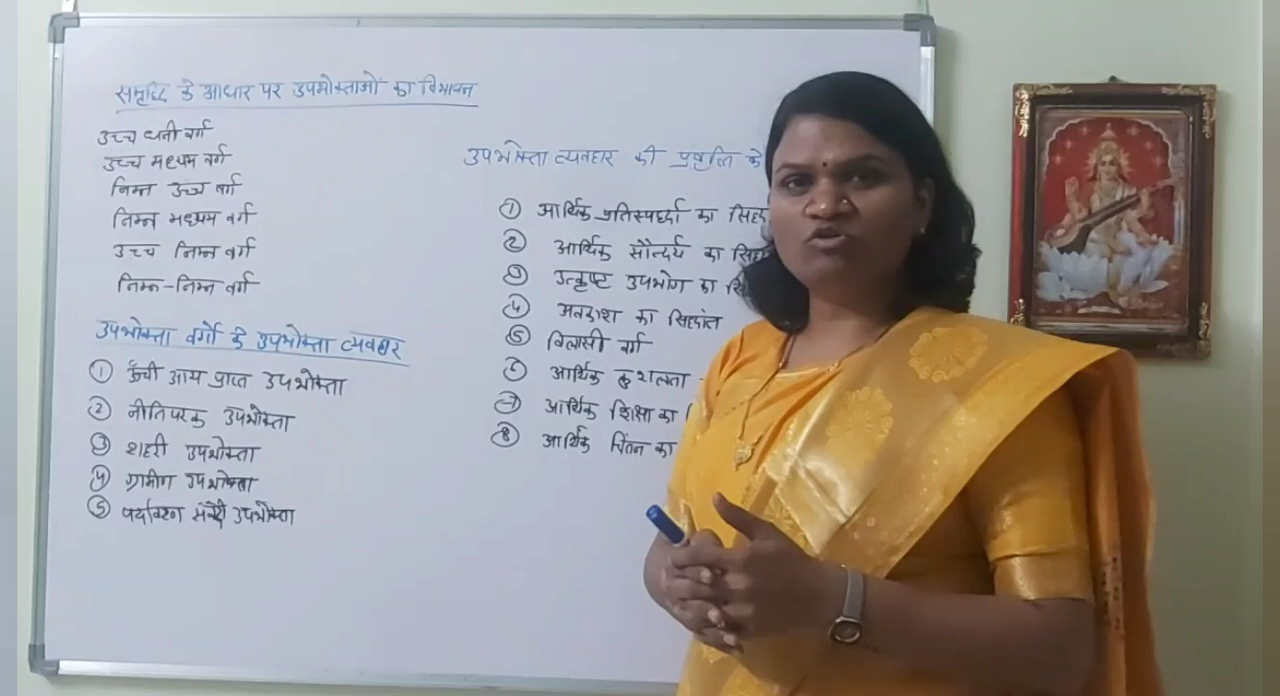 समृद्धि के आधार पर उपभोक्ताओं का विभाजन
उच्च धनी वर्ग
उच्च मध्यम वर्ग
निम्न उच्च वर्ग
निम्न मध्यम वर्ग
उच्च निम्न वर्ग
निम्न-निम्न वर्ग
उपभोक्ता वर्गों के उपभोक्ता व्यवहार
① ऊँची आय प्राप्त उपभोक्ता
② नीतिपरक उपभोक्ता
③ शहरी उपभोक्ता
④ ग्रामीण उपभोक्ता
⑤ पर्यावरण संवेदी उपभोक्ता
उपभोक्ता व्यवहार की प्रवृत्ति के
① आर्थिक प्रतिस्पर्धा का
② आर्थिक सौन्दर्य का
③ उत्कृष्ट उपभोग का
④ अवकाश का सिद्धांत
⑤ विलासी वर्ग
⑥ आर्थिक कुशलता -
⑦ आर्थिक शिक्षा का
⑧ आर्थिक चिंतन का